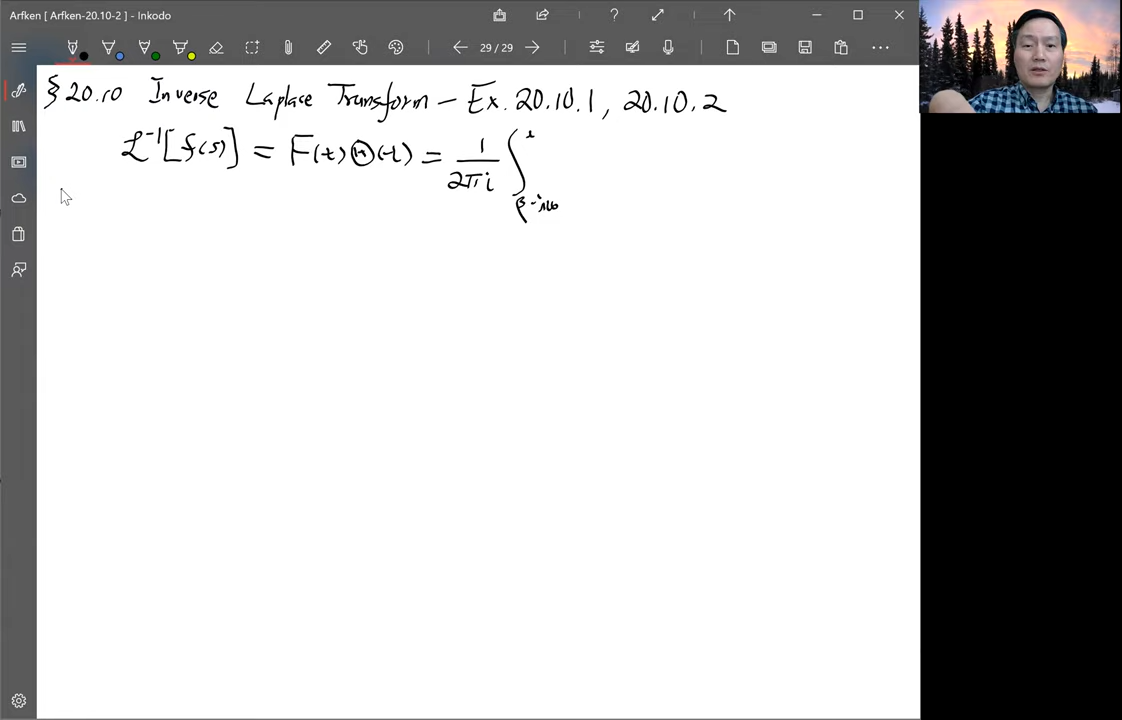 Arfken [ Arfken-20.10-2 ] - Inkodo
29 / 29
§ 20.10 Inverse Laplace Transform – Ex. 20.10.1, 20.10.2
ℒ⁻¹[f(s)] = F(t)Θ(t) = 1/2πi ∫ β-i∞